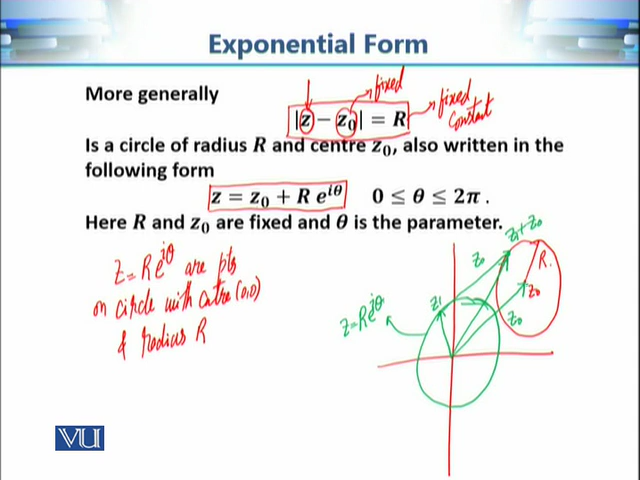 Exponential Form
More generally
fixed
|z − z₀| = R
fixed
constant
Is a circle of radius R and centre z₀, also written in the
following form
z = z₀ + R e^{iθ}   0 ≤ θ ≤ 2π .
Here R and z₀ are fixed and θ is the parameter.
Z = Re^{iθ} are pts
on circle with centre (0,0)
& radius R
z₁+z₀
z₀
R.
z₁
z₀
z₀
Z=Re^{iθ}
VU